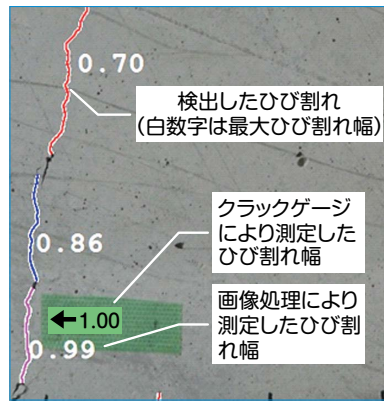 0.70
検出したひび割れ
(白数字は最大ひび割れ幅)
クラックゲージ
により測定した
ひび割れ幅
0.86
画像処理により
測定したひび割
れ幅
←1.00
0.99